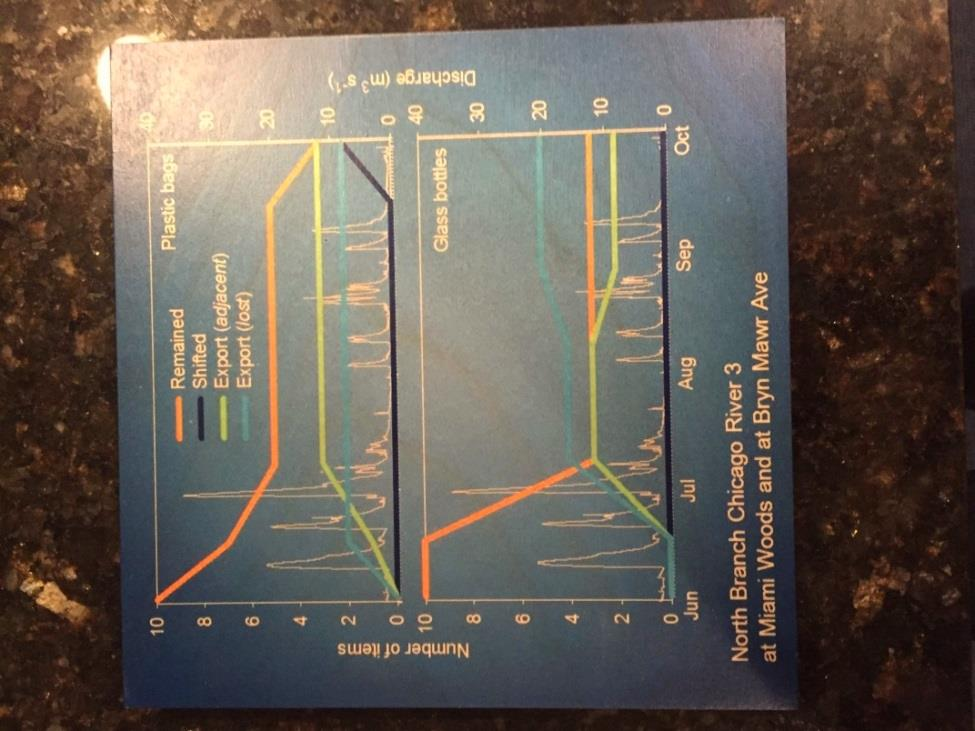 Plastic bags
Remained
Shifted
Export (adjacent)
Export (lost)
10
8
6
4
2
0
40
30
20
10
0
Number of items
Discharge (m³ s⁻¹)
Glass bottles
10
8
6
4
2
0
40
30
20
10
0
Jun
Jul
Aug
Sep
Oct
North Branch Chicago River 3
at Miami Woods and at Bryn Mawr Ave